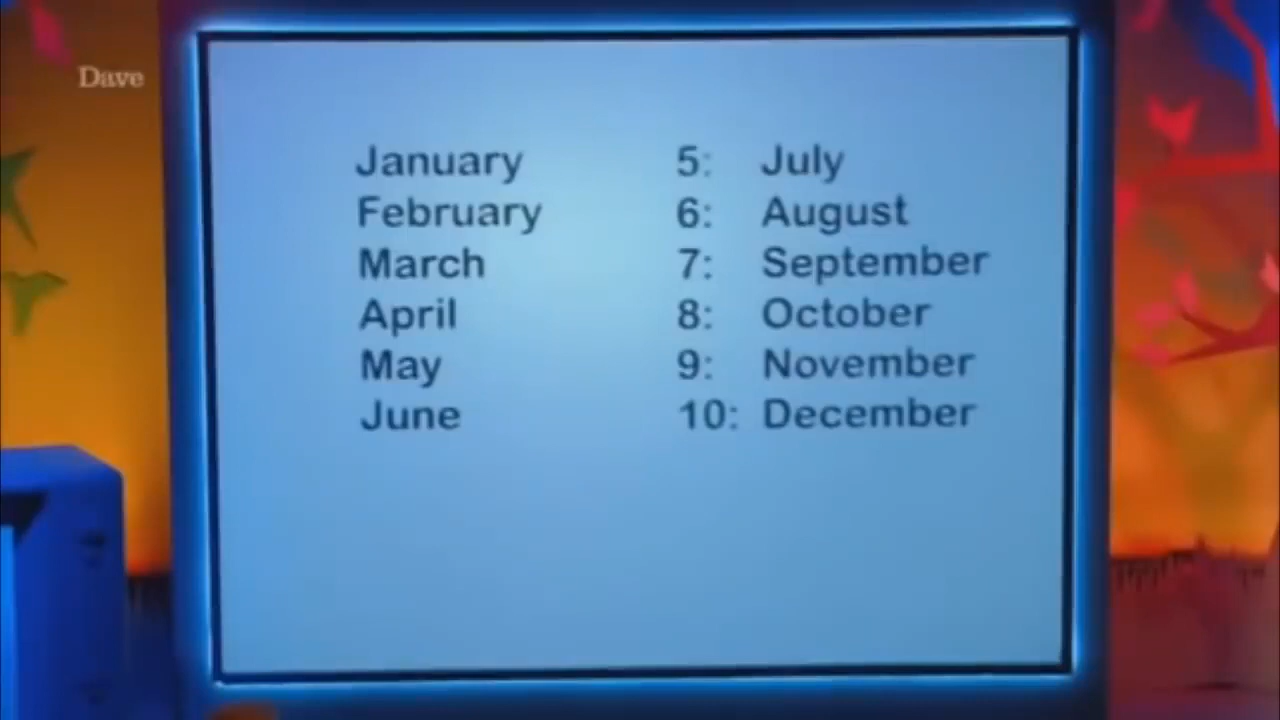 Dave
January 5: July
February 6: August
March 7: September
April 8: October
May 9: November
June 10: December